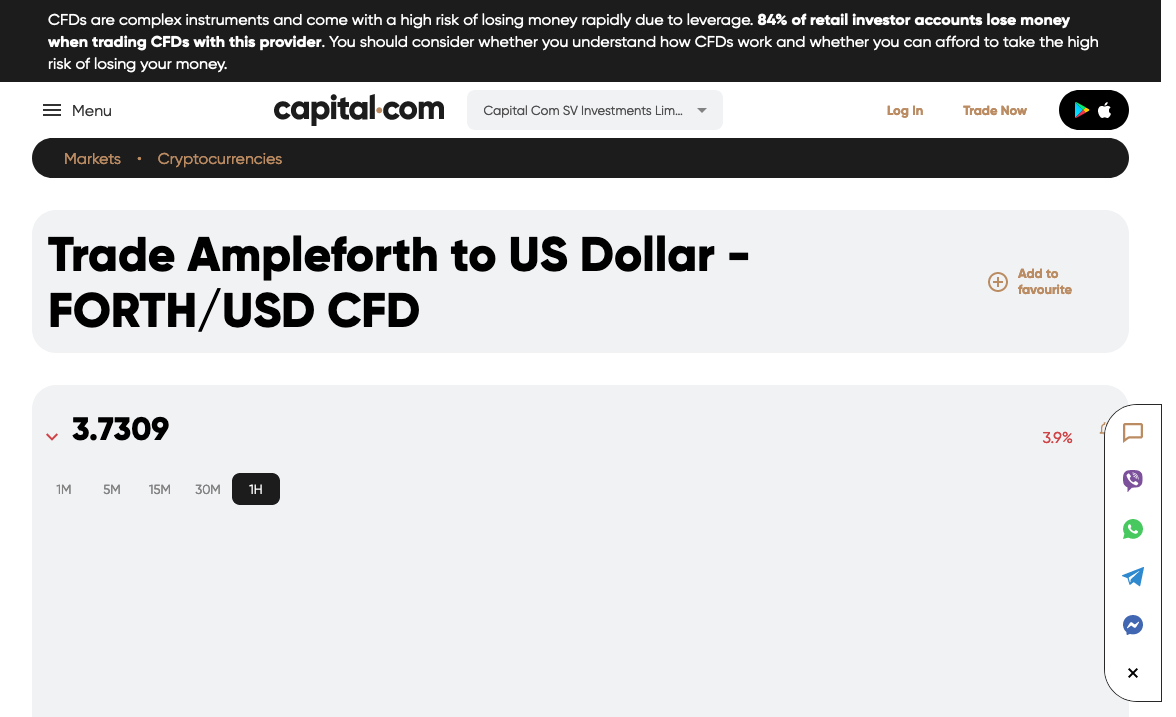 CFDs are complex instruments and come with a high risk of losing money rapidly due to leverage. 84% of retail investor accounts lose money
when trading CFDs with this provider. You should consider whether you understand how CFDs work and whether you can afford to take the high
risk of losing your money.
Menu
capital.com
Capital Com SV Investments Lim...
Log In
Trade Now
Markets
Cryptocurrencies
Trade Ampleforth to US Dollar -
FORTH/USD CFD
Add to
favourite
3.7309
3.9%
1M 5M 15M 30M 1H